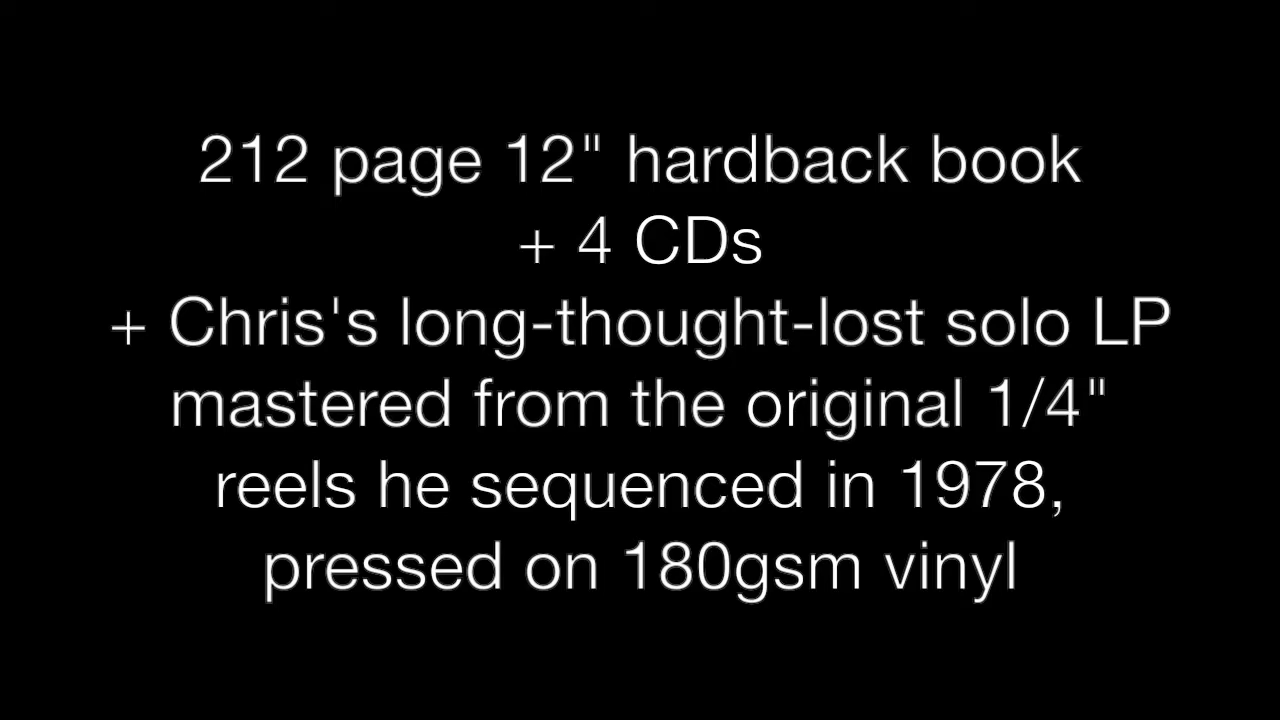 212 page 12" hardback book
+ 4 CDs
+ Chris's long-thought-lost solo LP
mastered from the original 1/4"
reels he sequenced in 1978,
pressed on 180gsm vinyl